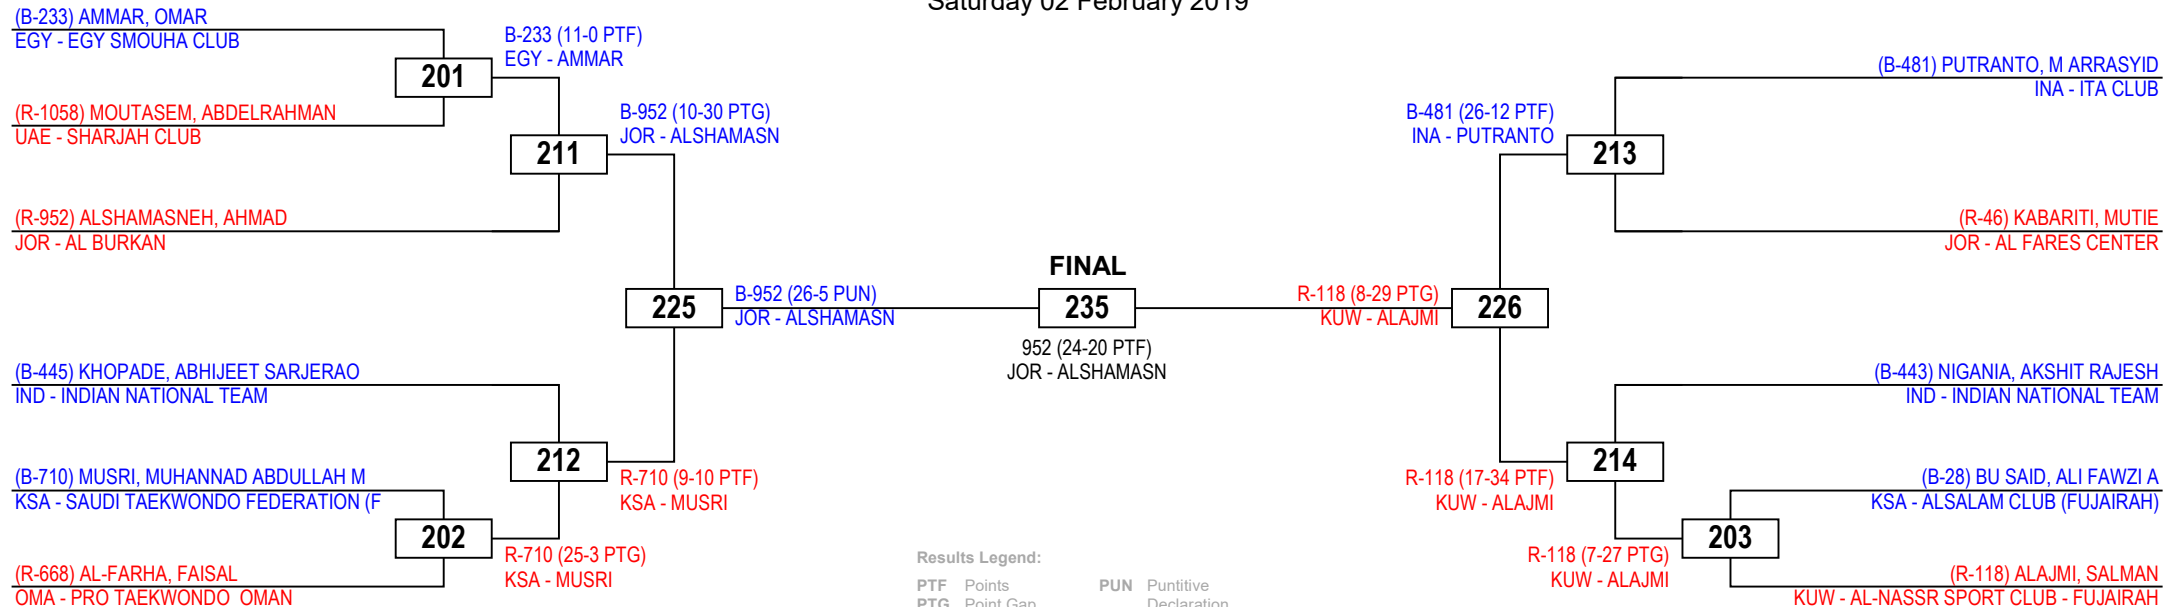 Saturday 02 February 2019
(B-233) AMMAR, OMAR
EGY - EGY SMOUHA CLUB
B-233 (11-0 PTF)
EGY - AMMAR
201
(R-1058) MOUTASEM, ABDELRAHMAN
UAE - SHARJAH CLUB
B-952 (10-30 PTG)
JOR - ALSHAMASN
211
(R-952) ALSHAMASNEH, AHMAD
JOR - AL BURKAN
225
B-952 (26-5 PUN)
JOR - ALSHAMASN
(B-445) KHOPADE, ABHIJEET SARJERAO
IND - INDIAN NATIONAL TEAM
212
R-710 (9-10 PTF)
KSA - MUSRI
(B-710) MUSRI, MUHANNAD ABDULLAH M
KSA - SAUDI TAEKWONDO FEDERATION (F
202
R-710 (25-3 PTG)
KSA - MUSRI
(R-668) AL-FARHA, FAISAL
OMA - PRO TAEKWONDO  OMAN
FINAL
235
952 (24-20 PTF)
JOR - ALSHAMASN
(B-481) PUTRANTO, M ARRASYID
INA - ITA CLUB
B-481 (26-12 PTF)
INA - PUTRANTO
213
(R-46) KABARITI, MUTIE
JOR - AL FARES CENTER
R-118 (8-29 PTG)
KUW - ALAJMI
226
(B-443) NIGANIA, AKSHIT RAJESH
IND - INDIAN NATIONAL TEAM
214
R-118 (17-34 PTF)
KUW - ALAJMI
(B-28) BU SAID, ALI FAWZI A
KSA - ALSALAM CLUB (FUJAIRAH)
203
R-118 (7-27 PTG)
KUW - ALAJMI
(R-118) ALAJMI, SALMAN
KUW - AL-NASSR SPORT CLUB - FUJAIRAH
Results Legend:
PTF Points PUN Puntitive
PTG Point Gap Declaration